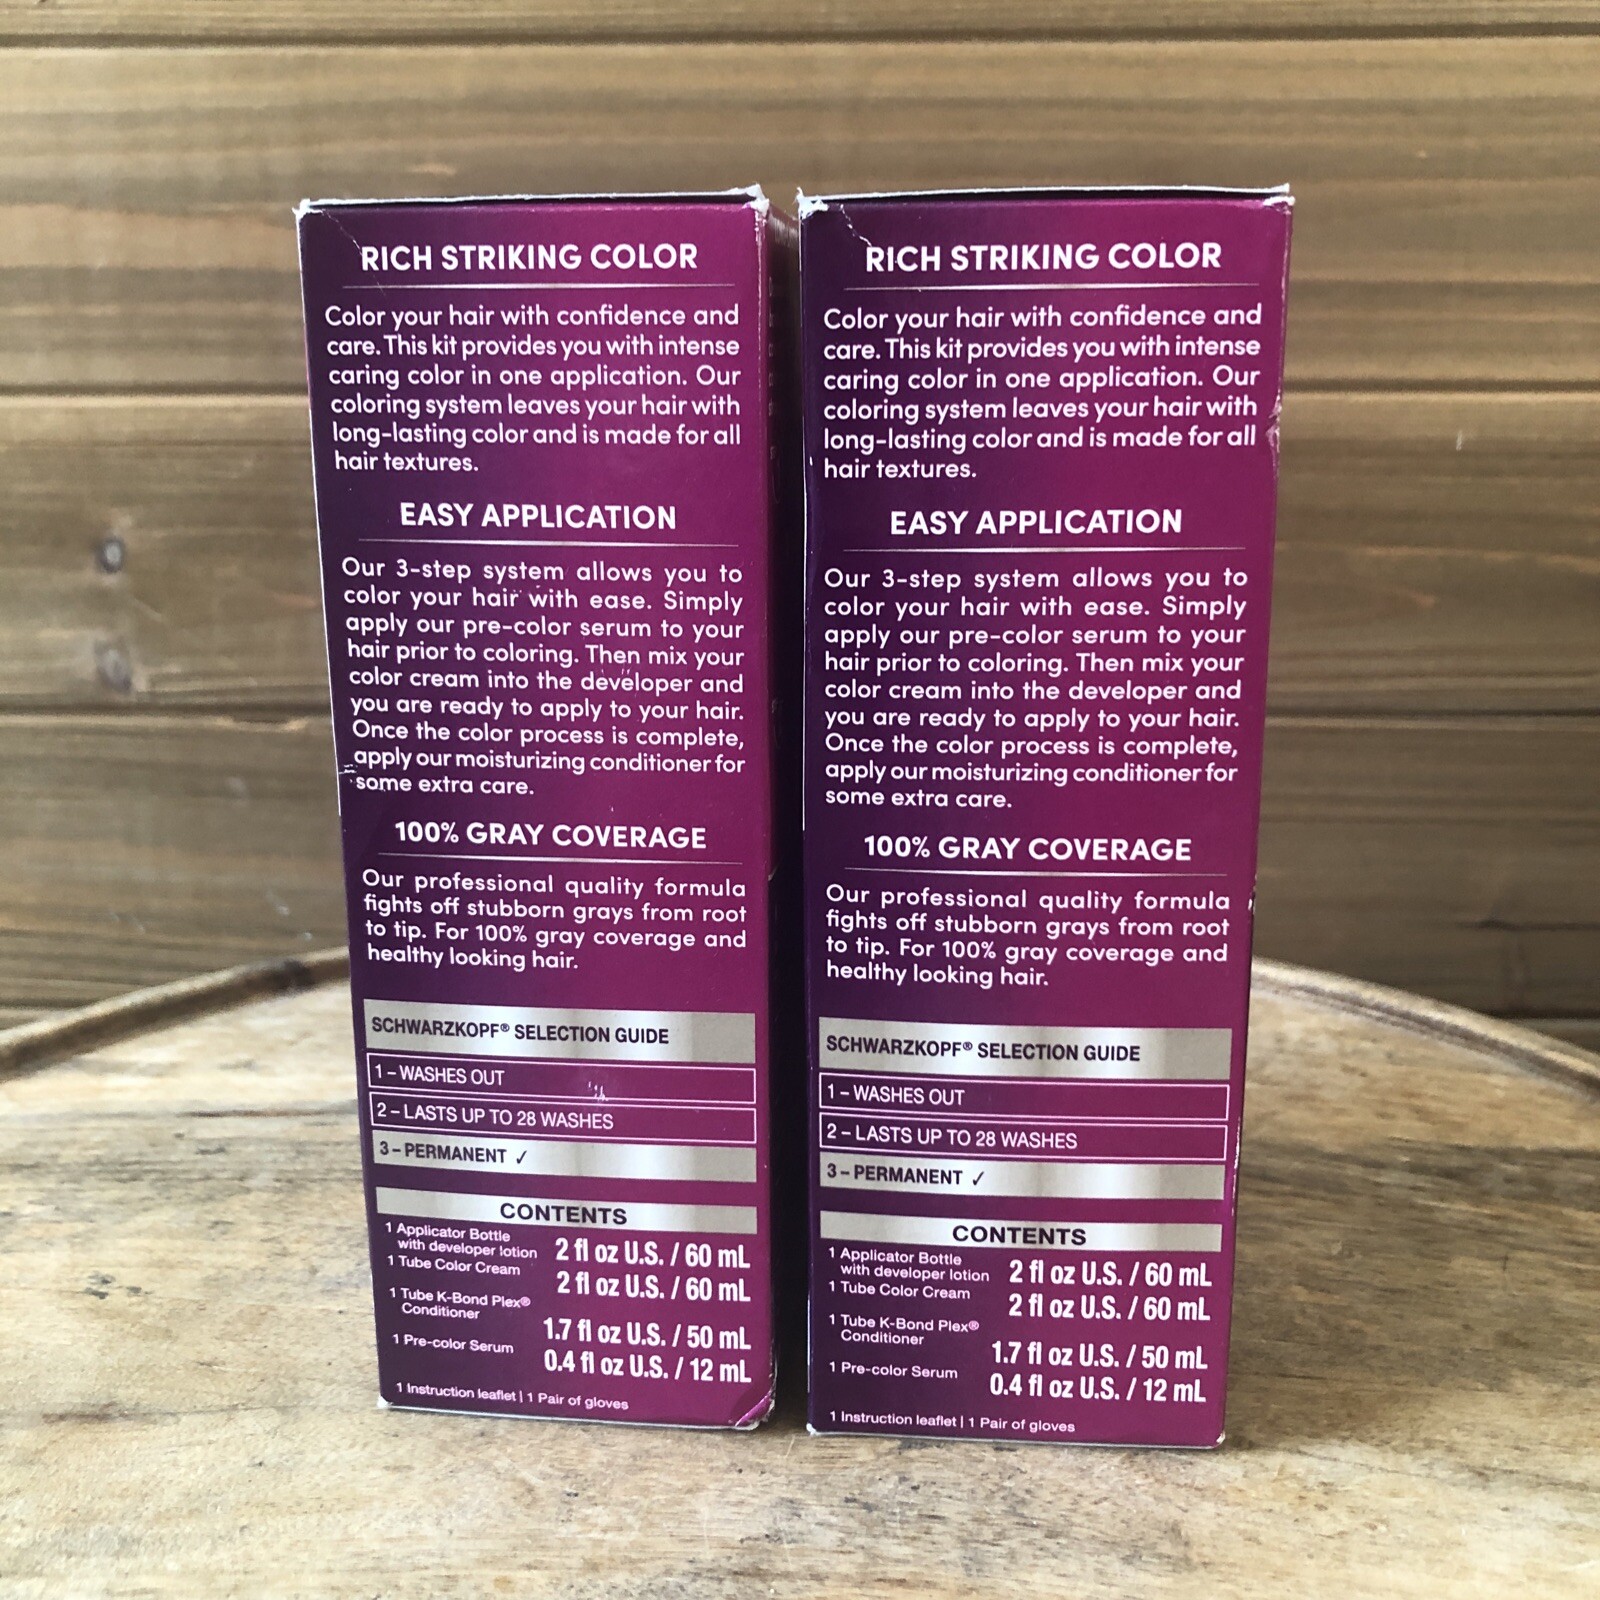 RICH STRIKING COLOR
Color your hair with confidence and
care. This kit provides you with intense
caring color in one application. Our
coloring system leaves your hair with
long-lasting color and is made for all
hair textures.
EASY APPLICATION
Our 3-step system allows you to
color your hair with ease. Simply
apply our pre-color serum to your
hair prior to coloring. Then mix your
color cream into the developer and
you are ready to apply to your hair.
Once the color process is complete,
apply our moisturizing conditioner for
some extra care.
100% GRAY COVERAGE
Our professional quality formula
fights off stubborn grays from root
to tip. For 100% gray coverage and
healthy looking hair.
SCHWARZKOPF® SELECTION GUIDE
1 – WASHES OUT
2 – LASTS UP TO 28 WASHES
3 – PERMANENT ✓
CONTENTS
1 Applicator Bottle
with developer lotion 2 fl oz U.S. / 60 mL
1 Tube Color Cream 2 fl oz U.S. / 60 mL
1 Tube K-Bond Plex®
Conditioner 1.7 fl oz U.S. / 50 mL
1 Pre-color Serum 0.4 fl oz U.S. / 12 mL
1 Instruction leaflet | 1 Pair of gloves
RICH STRIKING COLOR
Color your hair with confidence and
care. This kit provides you with intense
caring color in one application. Our
coloring system leaves your hair with
long-lasting color and is made for all
hair textures.
EASY APPLICATION
Our 3-step system allows you to
color your hair with ease. Simply
apply our pre-color serum to your
hair prior to coloring. Then mix your
color cream into the developer and
you are ready to apply to your hair.
Once the color process is complete,
apply our moisturizing conditioner for
some extra care.
100% GRAY COVERAGE
Our professional quality formula
fights off stubborn grays from root
to tip. For 100% gray coverage and
healthy looking hair.
SCHWARZKOPF® SELECTION GUIDE
1 – WASHES OUT
2 – LASTS UP TO 28 WASHES
3 – PERMANENT ✓
CONTENTS
1 Applicator Bottle
with developer lotion 2 fl oz U.S. / 60 mL
1 Tube Color Cream 2 fl oz U.S. / 60 mL
1 Tube K-Bond Plex®
Conditioner 1.7 fl oz U.S. / 50 mL
1 Pre-color Serum 0.4 fl oz U.S. / 12 mL
1 Instruction leaflet | 1 Pair of gloves